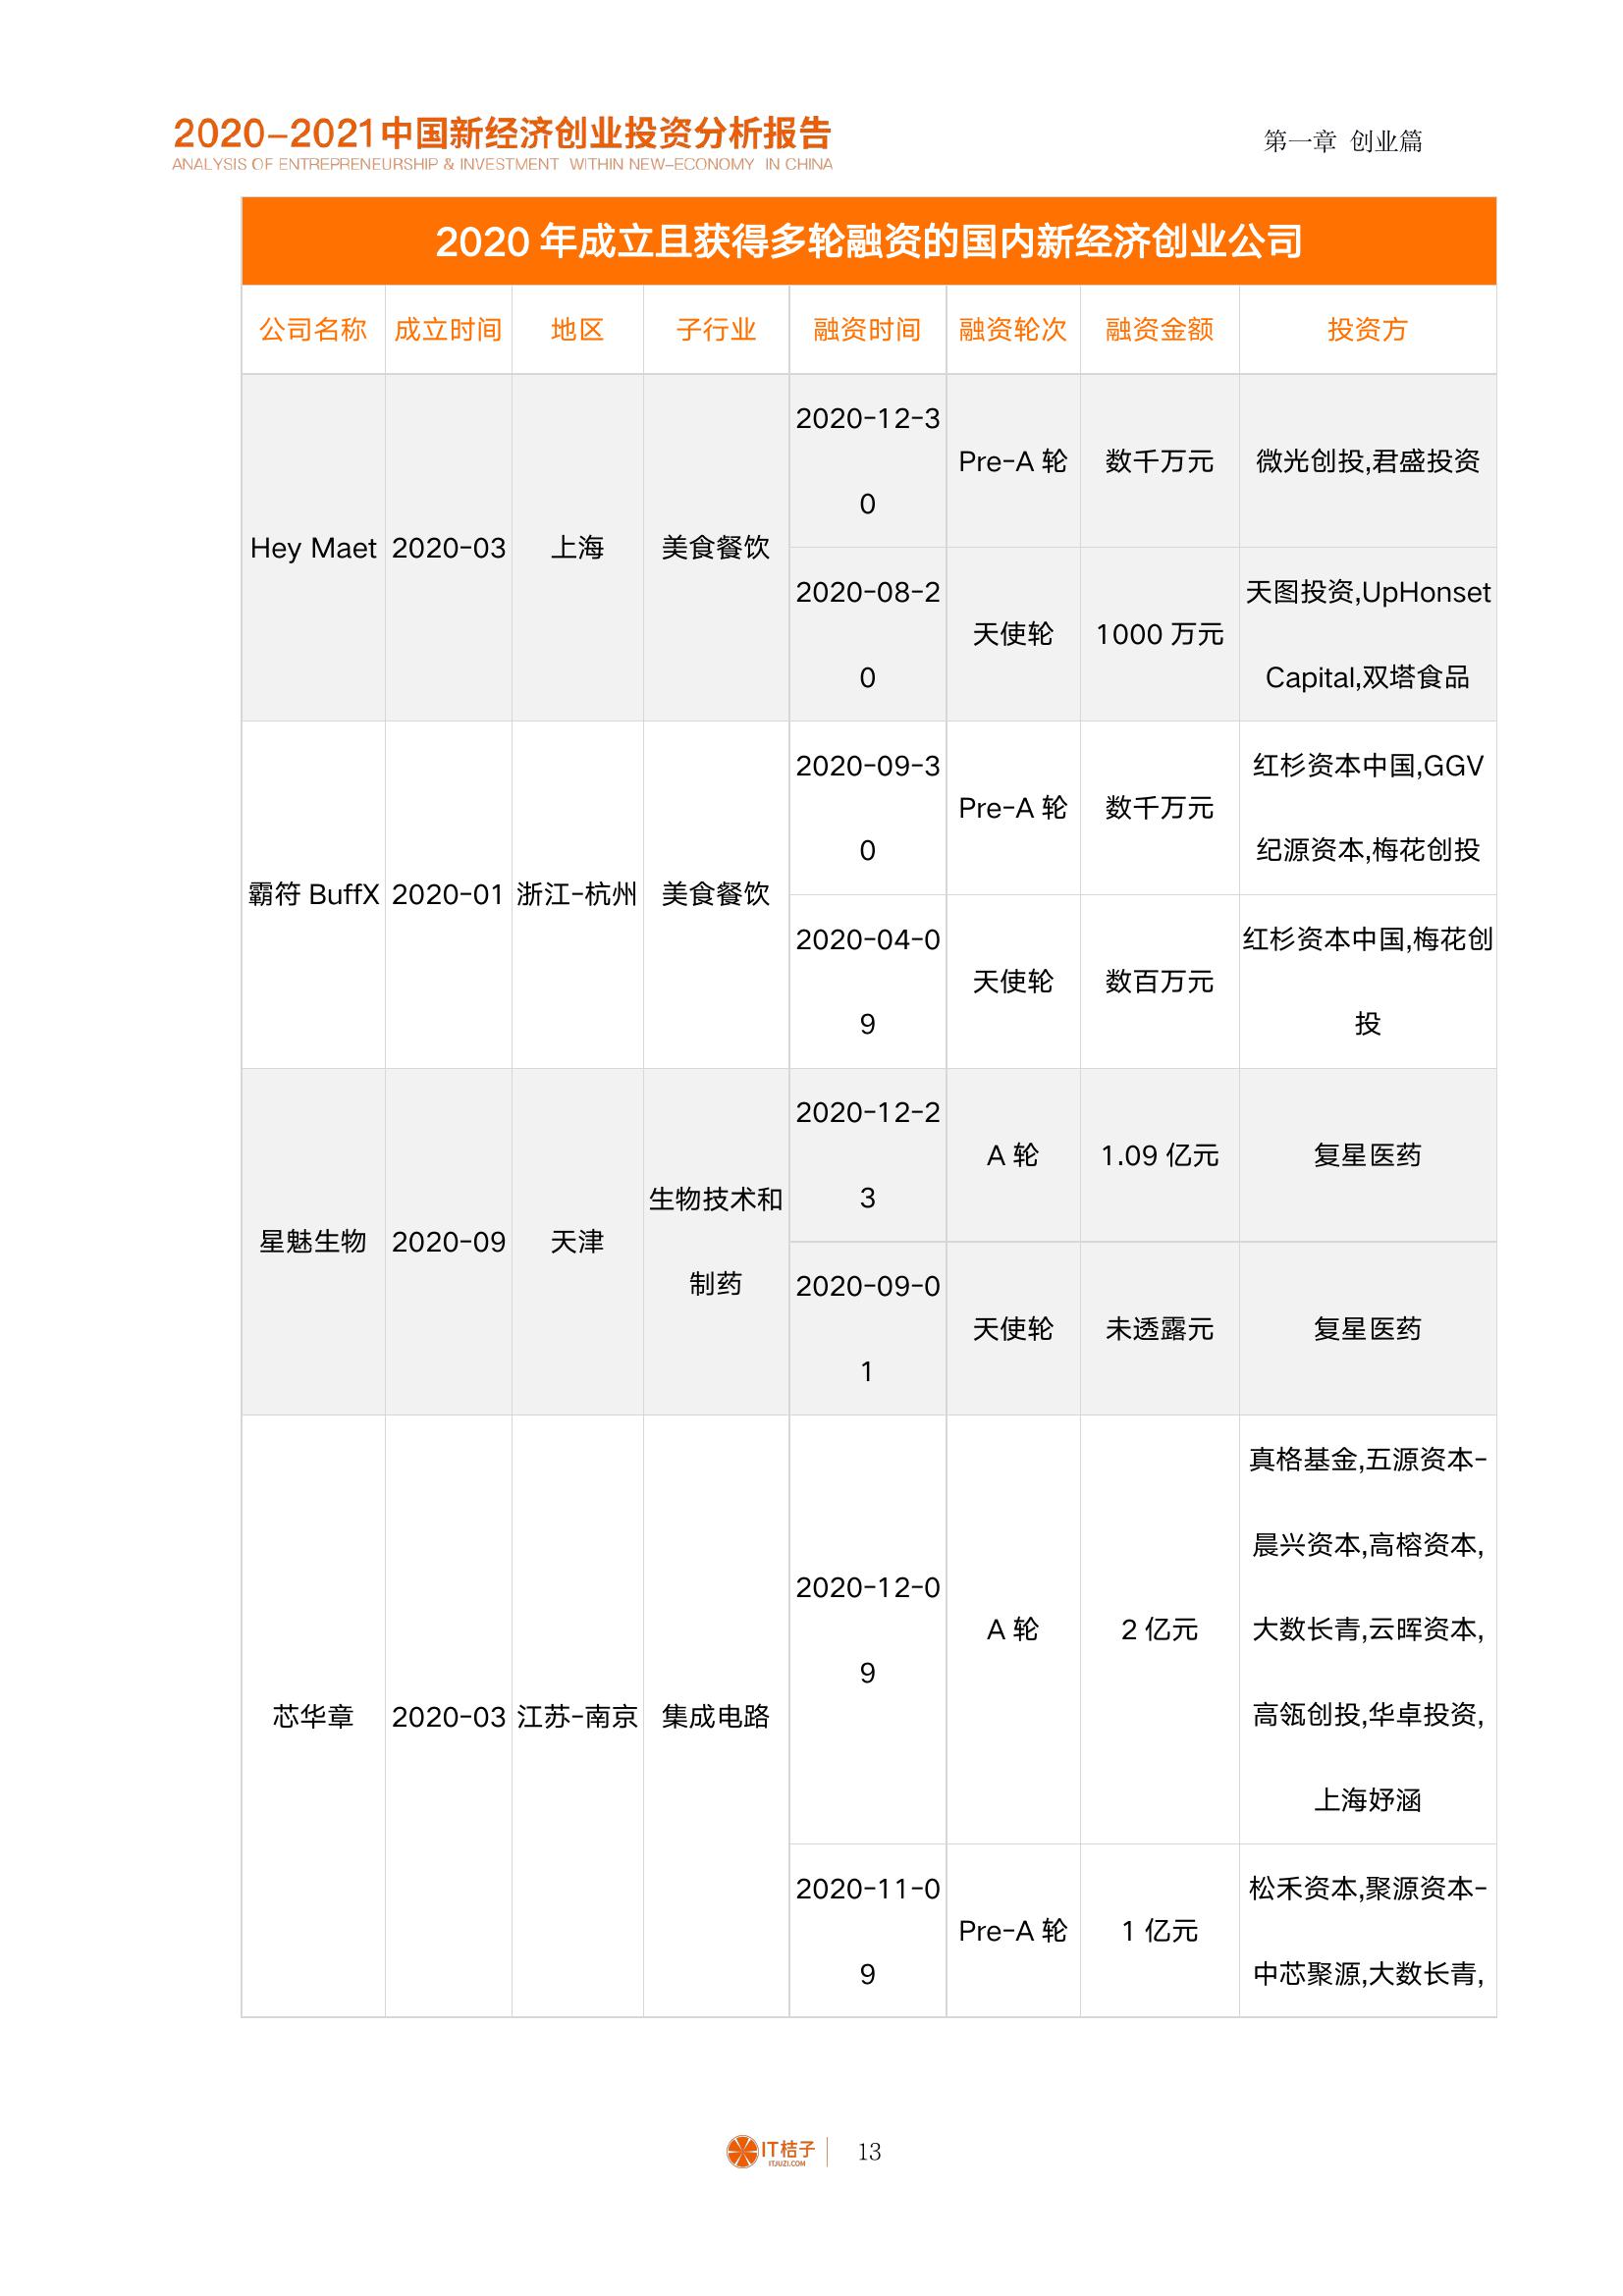 2020-2021中国新经济创业投资分析报告
ANALYSIS OF ENTREPRENEURSHIP & INVESTMENT WITHIN NEW-ECONOMY IN CHINA
第一章 创业篇
2020 年成立且获得多轮融资的国内新经济创业公司
公司名称 成立时间 地区 子行业 融资时间 融资轮次 融资金额 投资方
Hey Maet 2020-03 上海 美食餐饮
2020-12-3
0
Pre-A 轮 数千万元 微光创投,君盛投资
2020-08-2
0
天使轮 1000 万元
天图投资,UpHonset
Capital,双塔食品
霸符 BuffX 2020-01 浙江-杭州 美食餐饮
2020-09-3
0
Pre-A 轮 数千万元
红杉资本中国,GGV
纪源资本,梅花创投
2020-04-0
9
天使轮 数百万元
红杉资本中国,梅花创
投
星魅生物 2020-09 天津
生物技术和
制药
2020-12-2
3
A 轮 1.09 亿元 复星医药
2020-09-0
1
天使轮 未透露元 复星医药
芯华章 2020-03 江苏-南京 集成电路
2020-12-0
9
A 轮 2 亿元
真格基金,五源资本-
晨兴资本,高榕资本,
大数长青,云晖资本,
高瓴创投,华卓投资,
上海妤涵
2020-11-0
9
Pre-A 轮 1 亿元
松禾资本,聚源资本-
中芯聚源,大数长青,
IT桔子
ITJUZI.COM
13